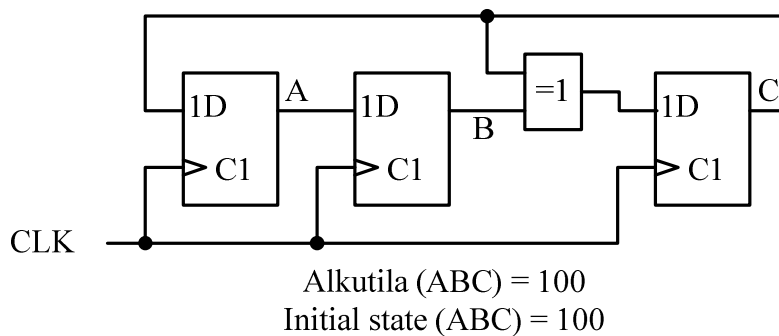 1D
A
1D
B
=1
1D
C
C1
C1
C1
CLK
Alkutila (ABC) = 100
Initial state (ABC) = 100